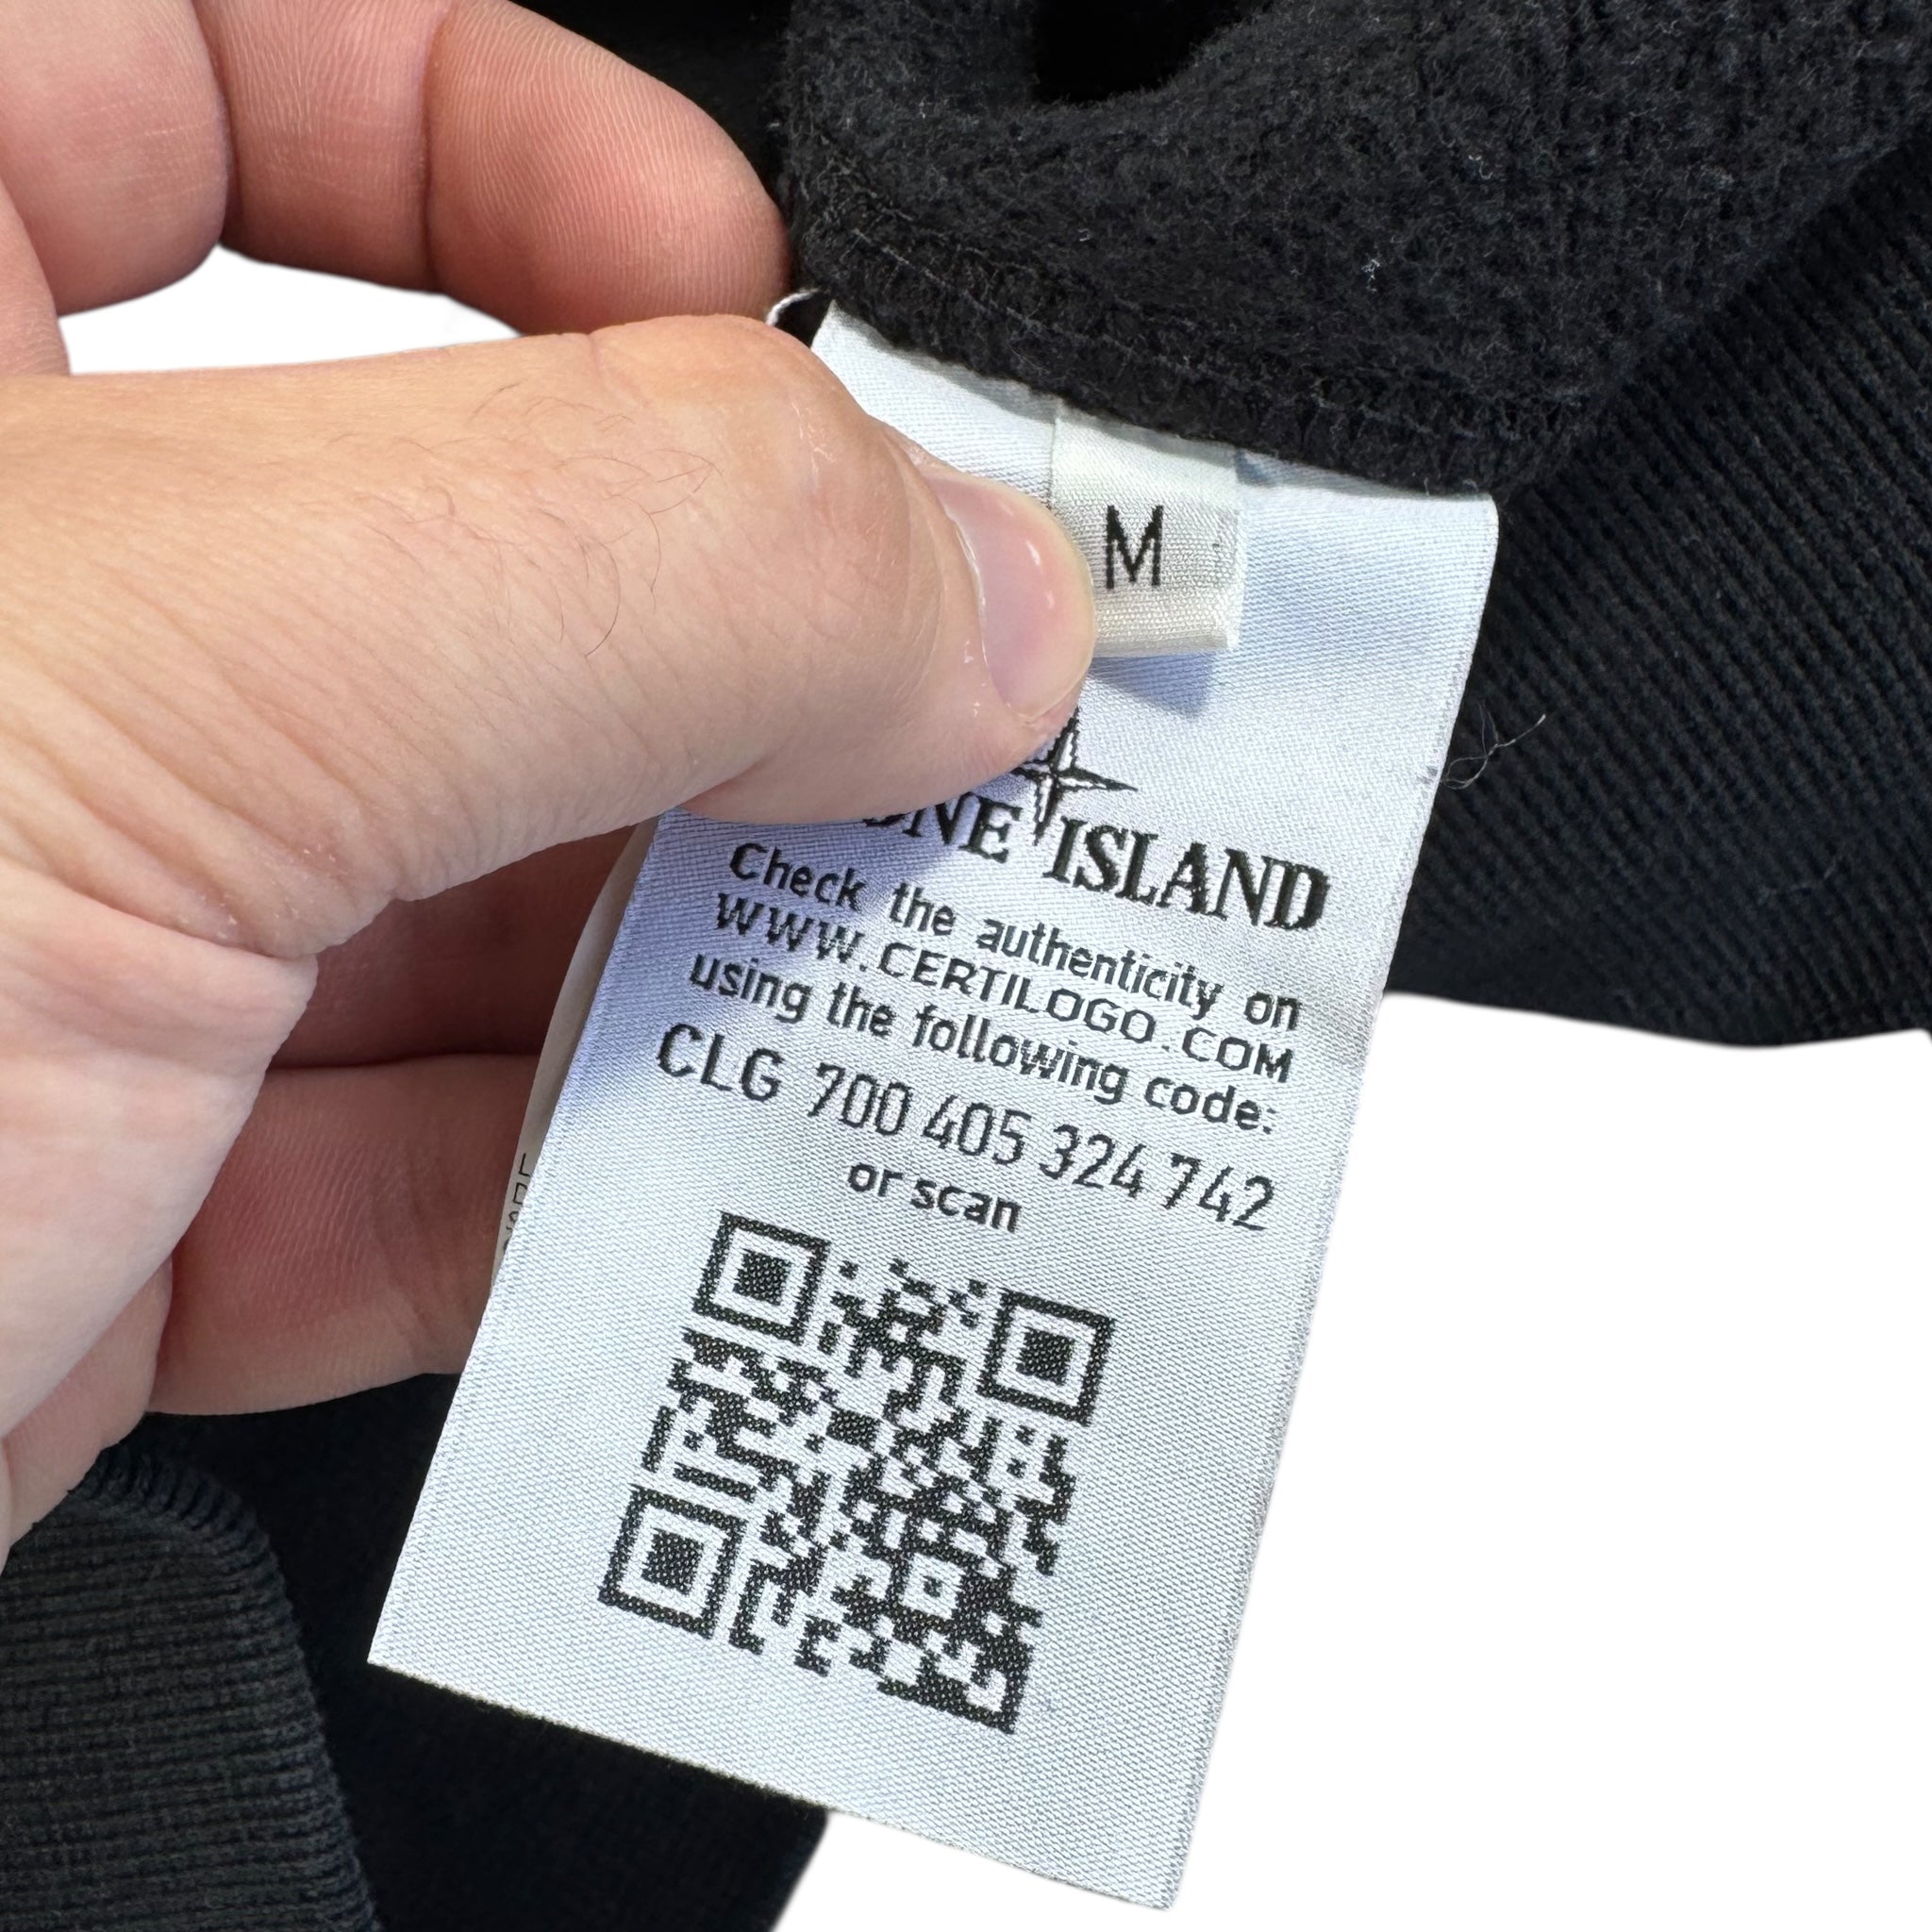 M
ISLAND
Check the authenticity on
WWW.CERTILOGO.COM
using the following code:
CLG 700 405 324 742
or scan